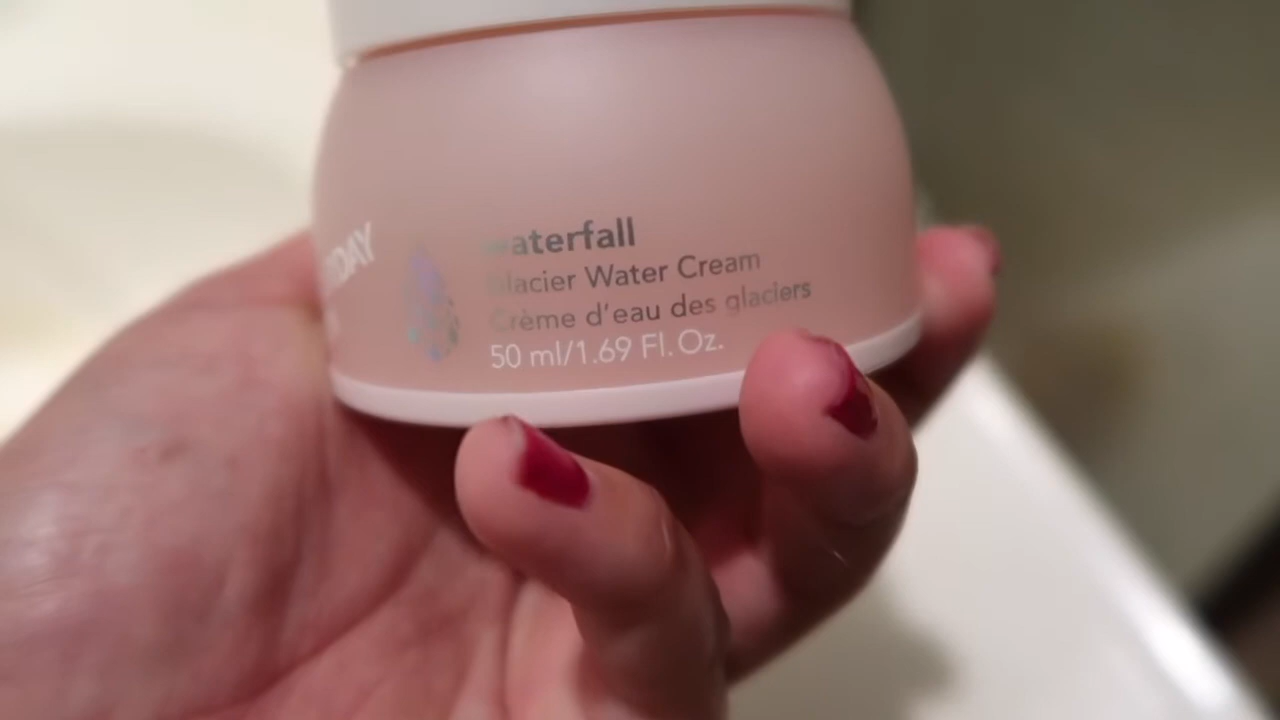 waterfall
Glacier Water Cream
Crème d'eau des glaciers
50 ml/1.69 Fl. Oz.